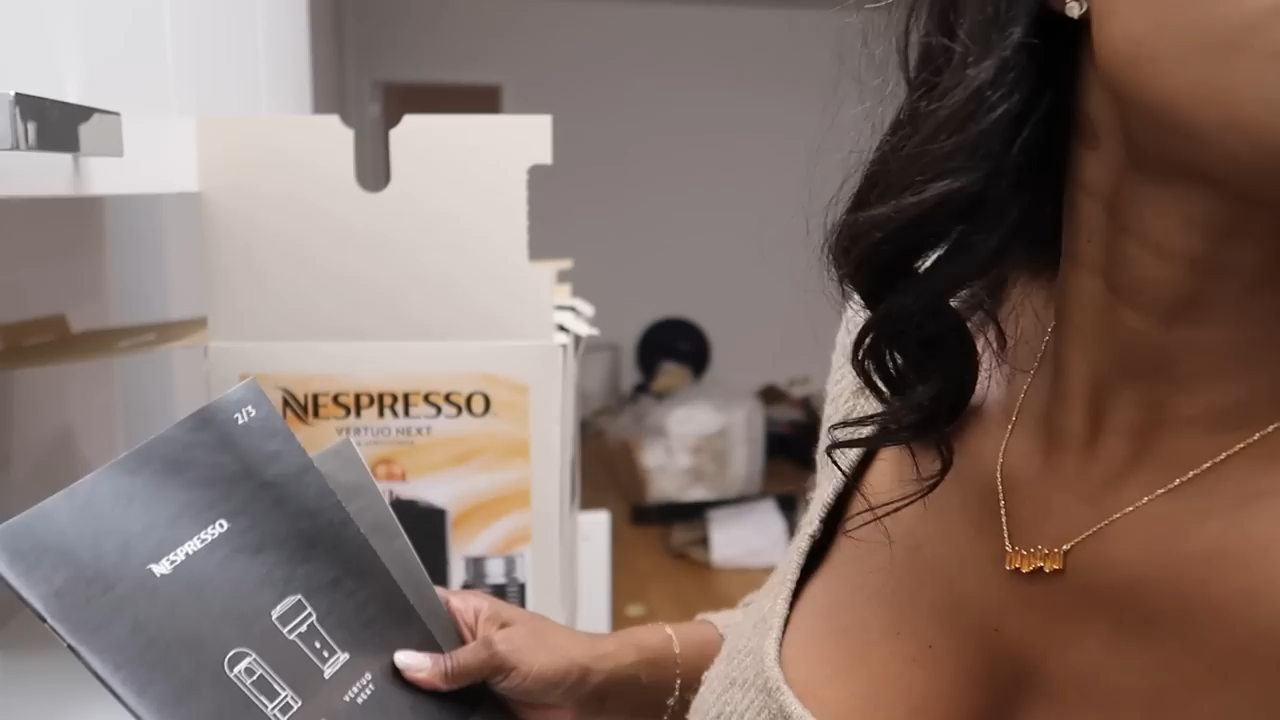 NESPRESSO
VERTUO NEXT
2/3
NESPRESSO
VERTUO
NEXT